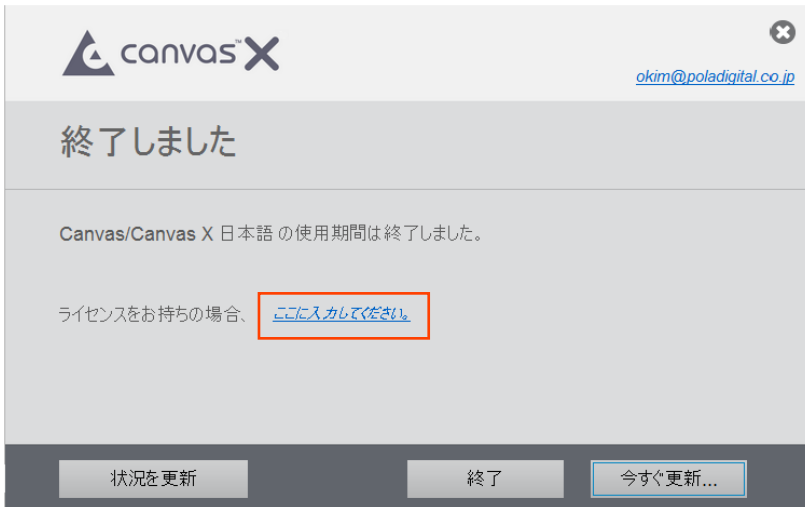 canvas™X
okim@poladigital.co.jp
終了しました
Canvas/Canvas X 日本語 の使用期間は終了しました。
ライセンスをお持ちの場合、 ここに入力してください。
状況を更新 終了 今すぐ更新...